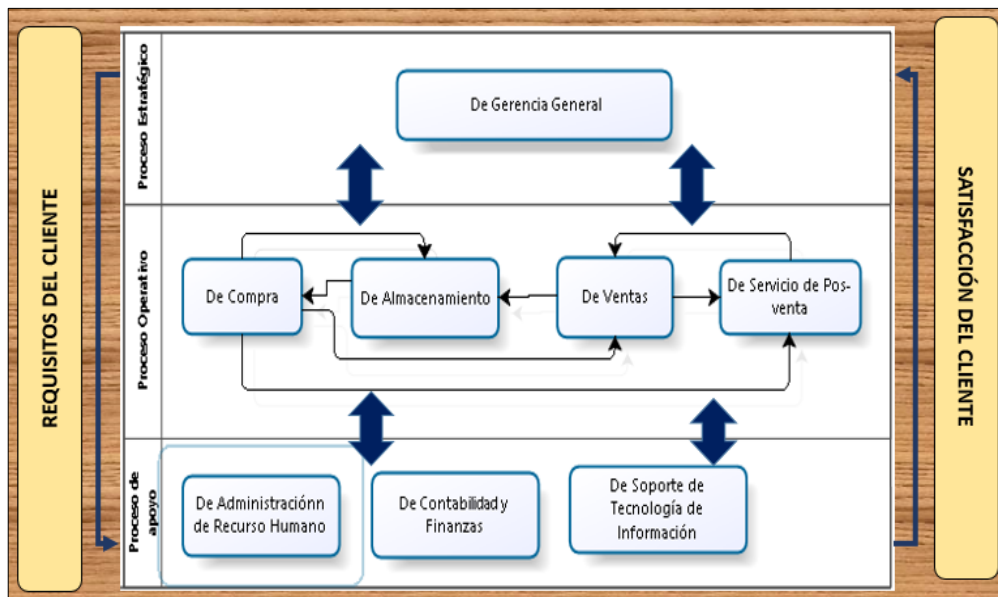 REQUISITOS DEL CLIENTE
Proceso Estratégico
De Gerencia General
Proceso Operativo
De Compra
De Almacenamiento
De Ventas
De Servicio de Pos-
venta
Proceso de
apoyo
De Administraciónn
de Recurso Humano
De Contabilidad y
Finanzas
De Soporte de
Tecnología de
Información
SATISFACCIÓN DEL CLIENTE